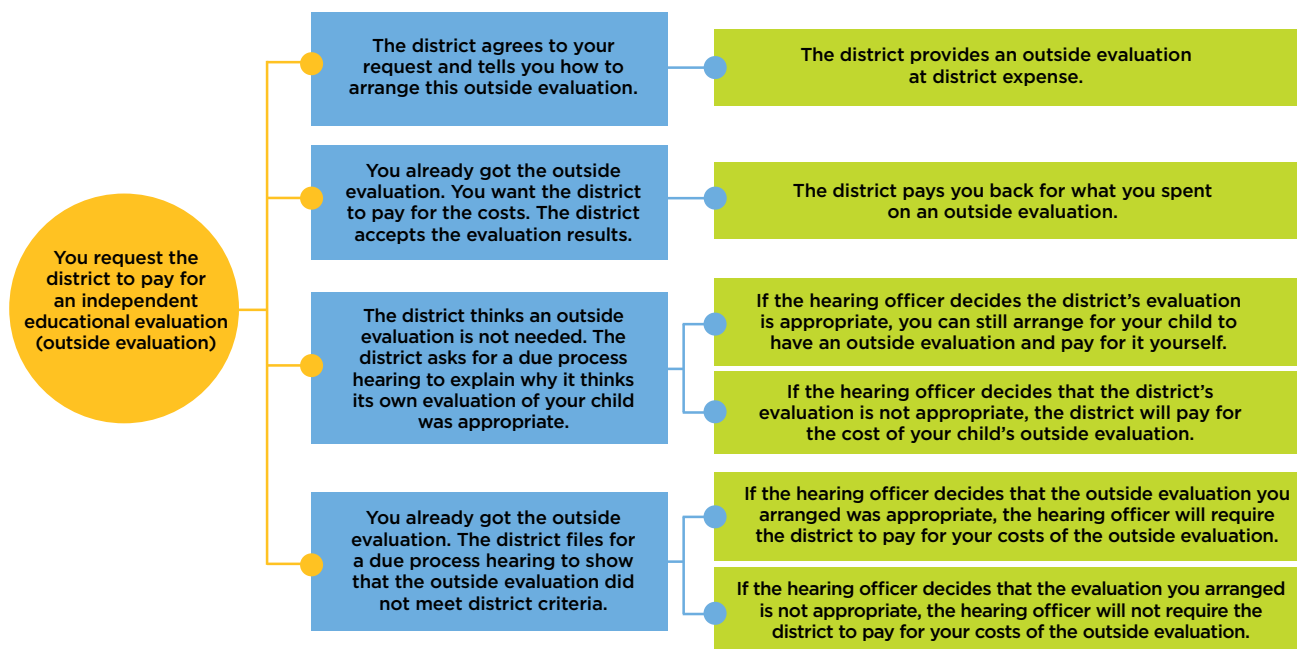 You request the
district to pay for
an independent
educational evaluation
(outside evaluation)
The district agrees to your
request and tells you how to
arrange this outside evaluation.
The district provides an outside evaluation
at district expense.
You already got the outside
evaluation. You want the district
to pay for the costs. The district
accepts the evaluation results.
The district pays you back for what you spent
on an outside evaluation.
The district thinks an outside
evaluation is not needed. The
district asks for a due process
hearing to explain why it thinks
its own evaluation of your child
was appropriate.
If the hearing officer decides the district’s evaluation
is appropriate, you can still arrange for your child to
have an outside evaluation and pay for it yourself.
If the hearing officer decides that the district’s
evaluation is not appropriate, the district will pay for
the cost of your child’s outside evaluation.
You already got the outside
evaluation. The district files for
a due process hearing to show
that the outside evaluation did
not meet district criteria.
If the hearing officer decides that the outside evaluation you
arranged was appropriate, the hearing officer will require
the district to pay for your costs of the outside evaluation.
If the hearing officer decides that the evaluation you arranged
is not appropriate, the hearing officer will not require the
district to pay for your costs of the outside evaluation.